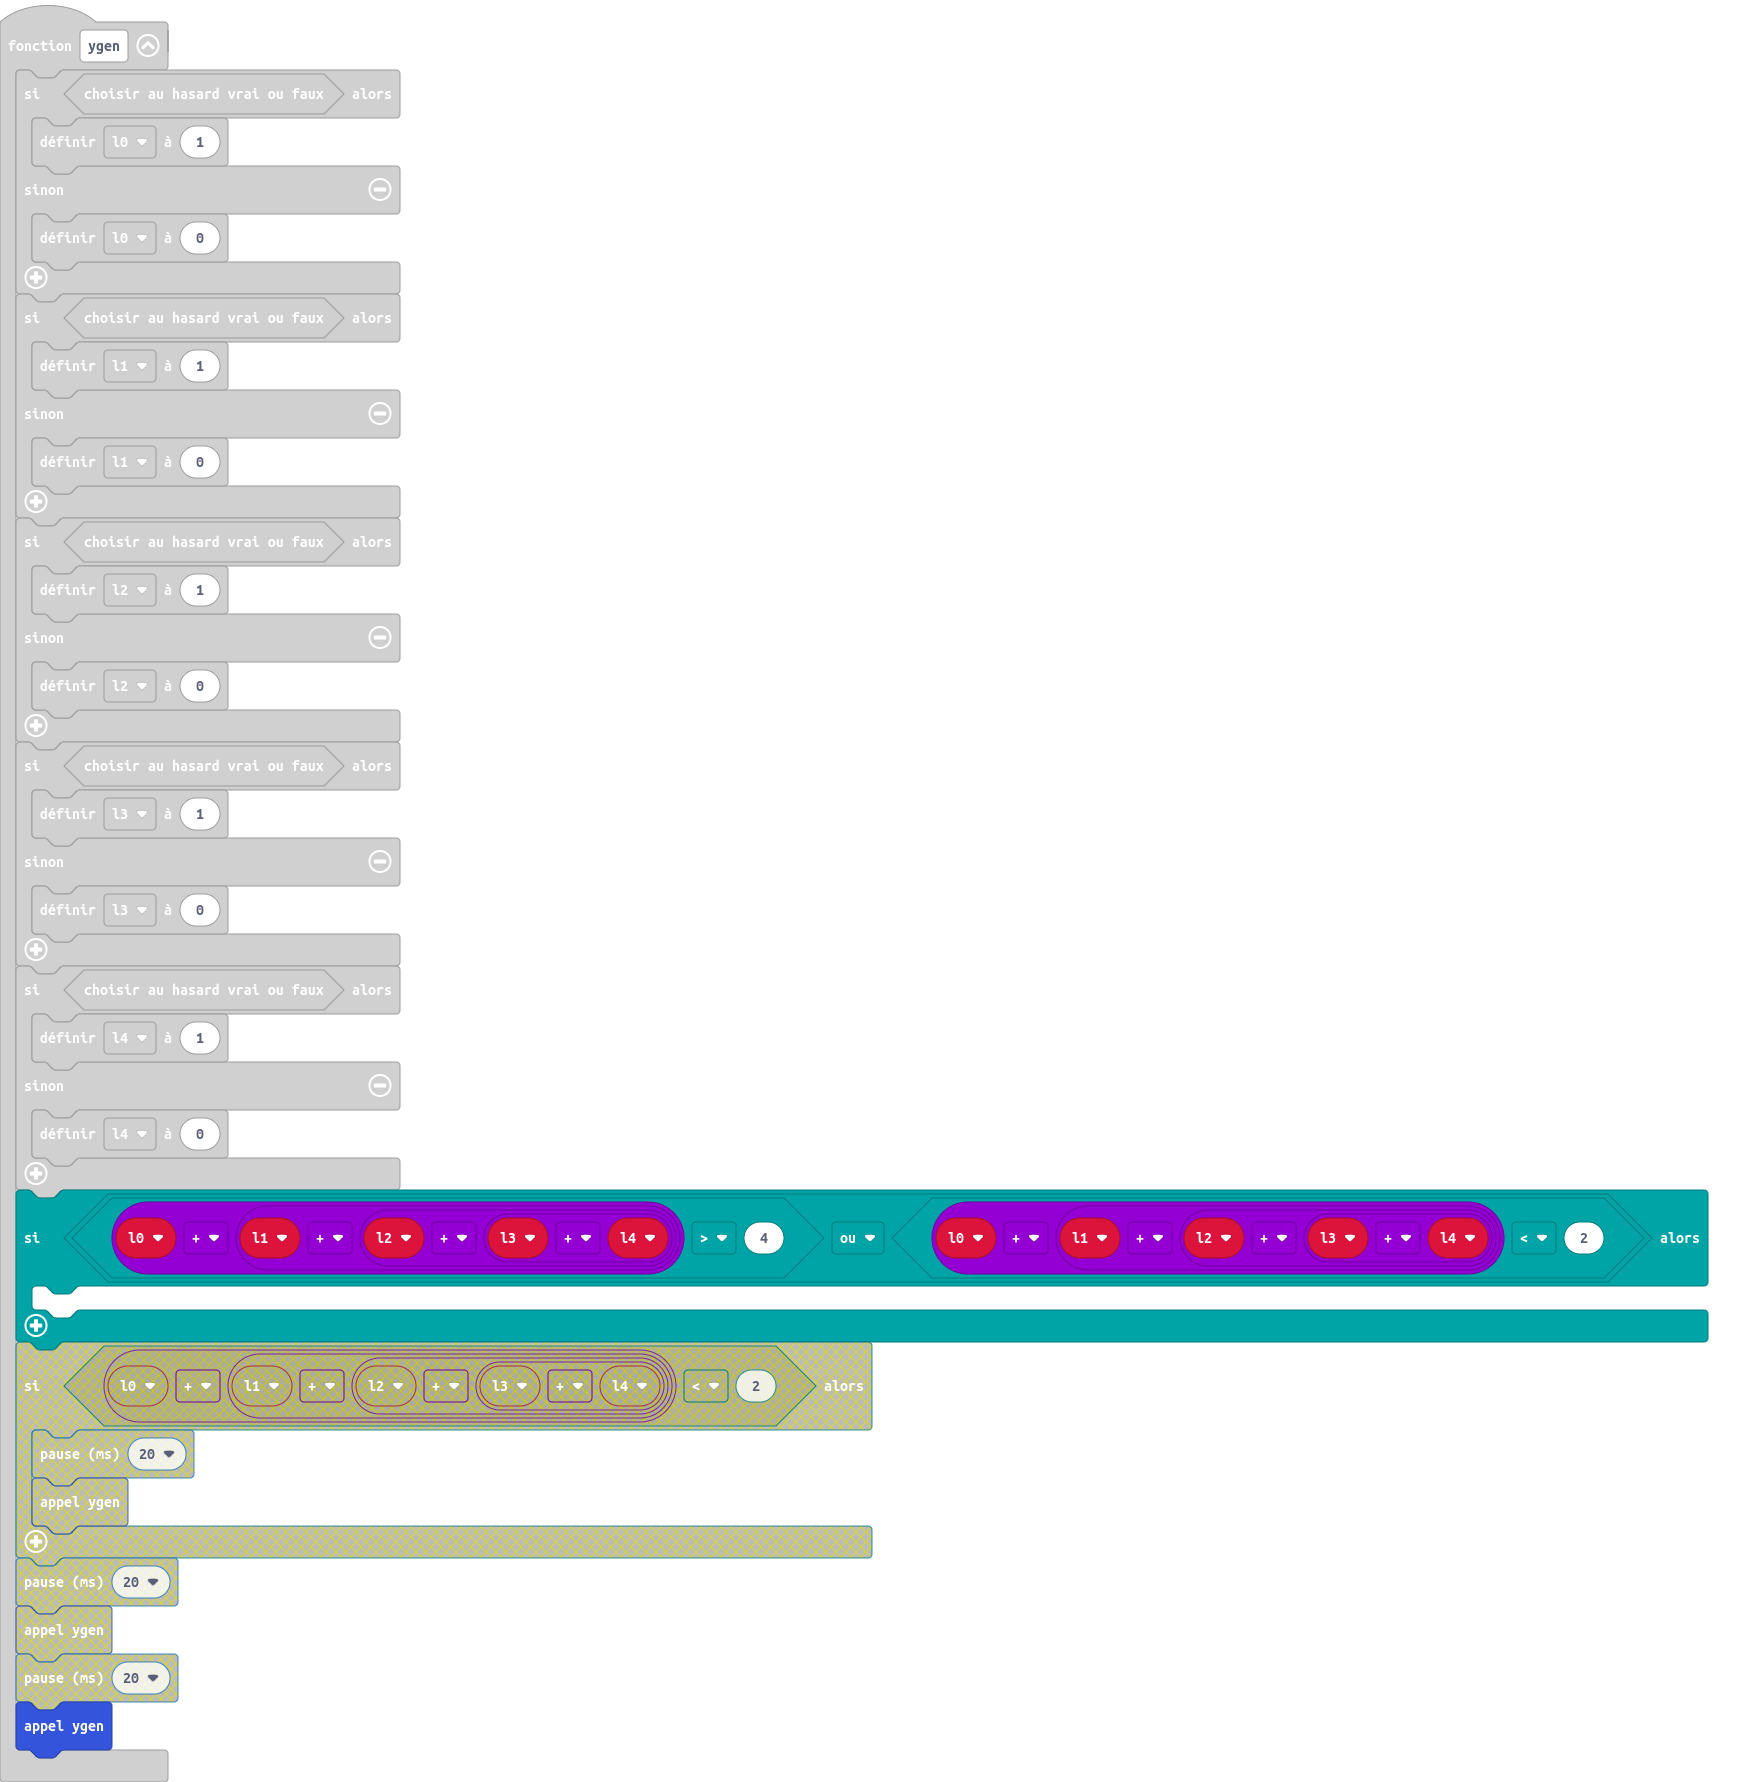 fonction ygen
si choisir au hasard vrai ou faux alors
définir l0 à 1
sinon
définir l0 à 0
si choisir au hasard vrai ou faux alors
définir l1 à 1
sinon
définir l1 à 0
si choisir au hasard vrai ou faux alors
définir l2 à 1
sinon
définir l2 à 0
si choisir au hasard vrai ou faux alors
définir l3 à 1
sinon
définir l3 à 0
si choisir au hasard vrai ou faux alors
définir l4 à 1
sinon
définir l4 à 0
si l0 + l1 + l2 + l3 + l4 > 4 ou l0 + l1 + l2 + l3 + l4 < 2 alors
si l0 + l1 + l2 + l3 + l4 < 2 alors
pause (ms) 20
appel ygen
pause (ms) 20
appel ygen
pause (ms) 20
appel ygen